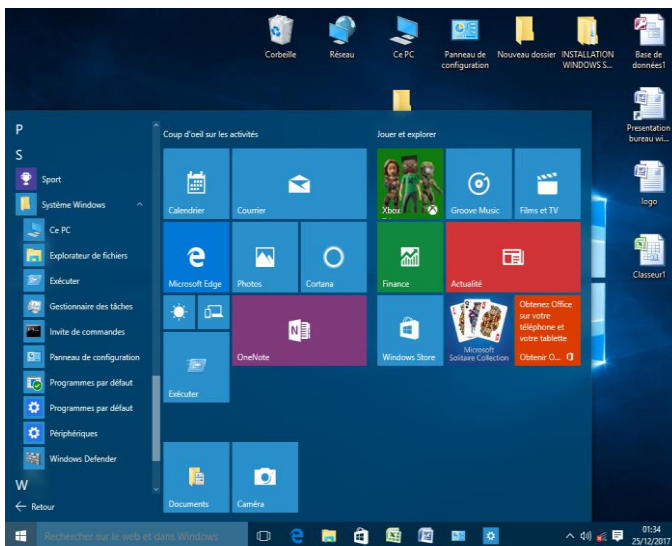 Corbeille
Réseau
Ce PC
Panneau de
configuration
Nouveau dossier
INSTALLATION
WINDOWS S...
Base de
données1
Presentation
bureau wi...
logo
Classeur1
P
S
Sport
Système Windows
Ce PC
Explorateur de fichiers
Exécuter
Gestionnaire des tâches
Invite de commandes
Panneau de configuration
Programmes par défaut
Programmes par défaut
Périphériques
Windows Defender
W
Retour
Coup d'oeil sur les activités
Calendrier
Courrier
Microsoft Edge
Photos
Cortana
OneNote
Exécuter
Documents
Caméra
Jouer et explorer
Xbox
Groove Music
Films et TV
Finance
Actualité
Windows Store
Microsoft
Solitaire Collection
Obtenez Office
sur votre
téléphone et
votre tablette
Obtenir O...
Rechercher sur le web et dans Windows
01:34
25/12/2017